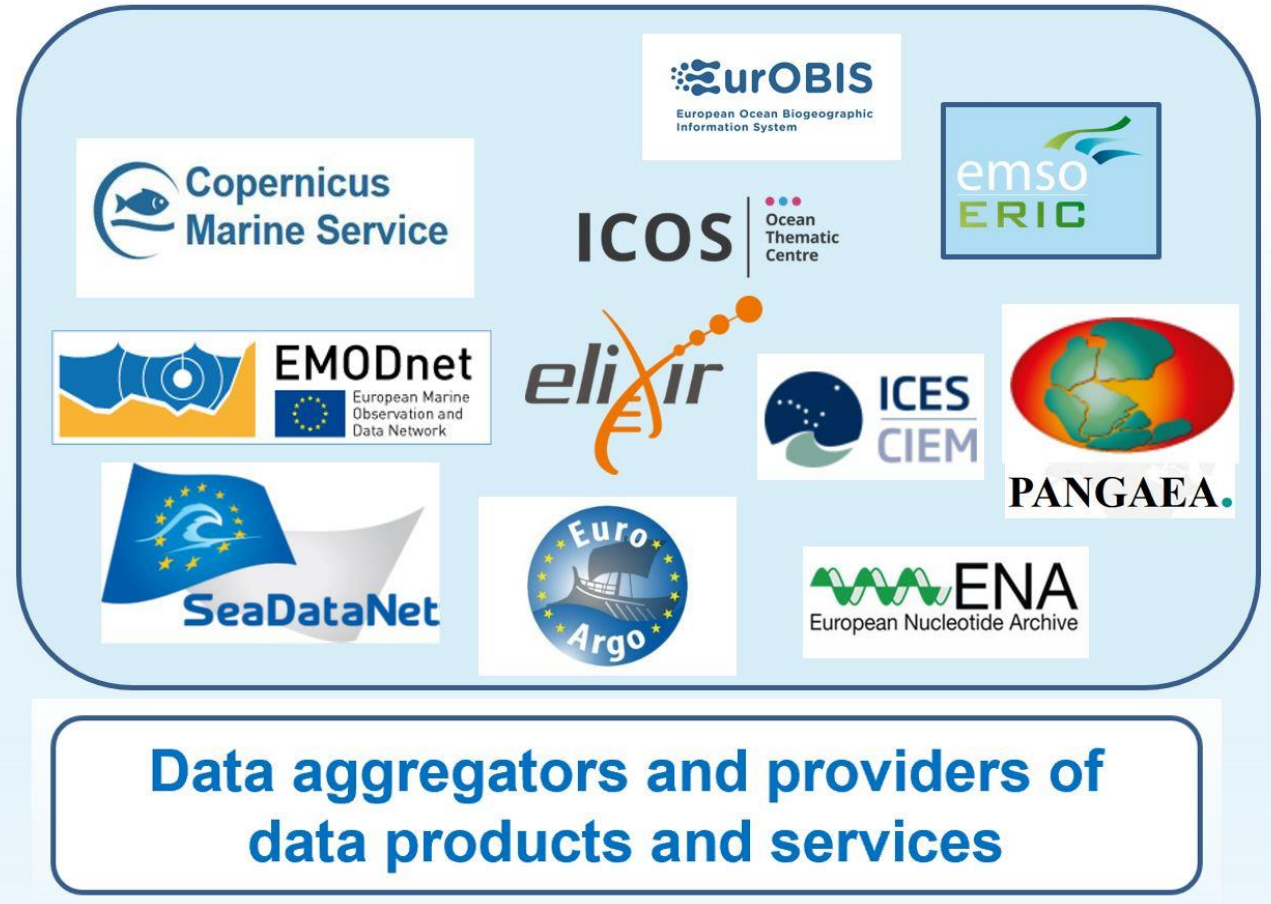 EurOBIS
European Ocean Biogeographic
Information System
Copernicus
Marine Service
emso
ERIC
ICOS
Ocean
Thematic
Centre
EMODnet
European Marine
Observation and
Data Network
elixir
ICES
CIEM
PANGAEA.
SeaDataNet
Euro
Argo
ENA
European Nucleotide Archive
Data aggregators and providers of
data products and services